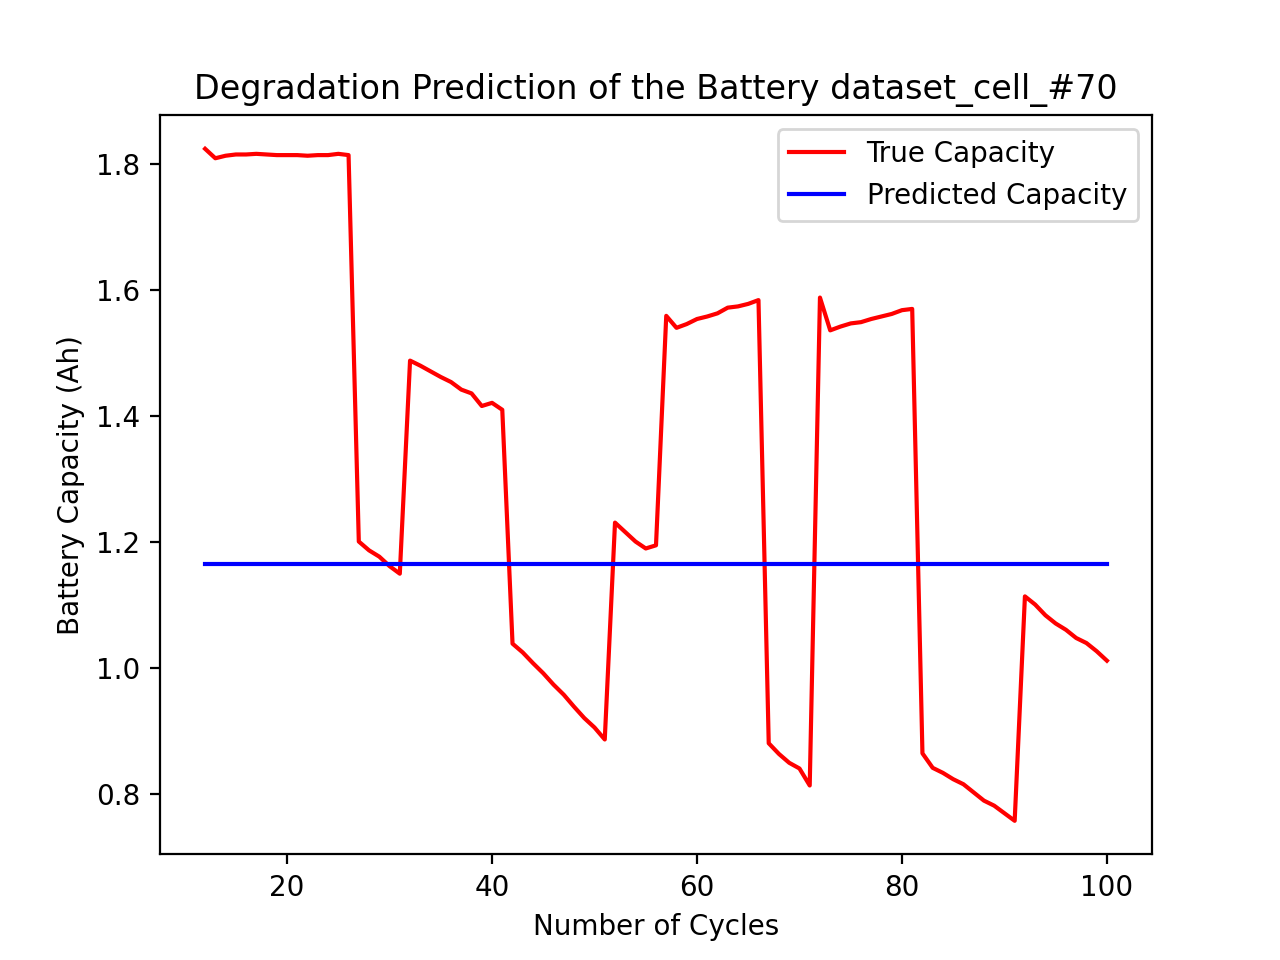 Degradation Prediction of the Battery dataset_cell_#70
True Capacity
Predicted Capacity
Battery Capacity (Ah)
1.8
1.6
1.4
1.2
1.0
0.8
20 40 60 80 100
Number of Cycles